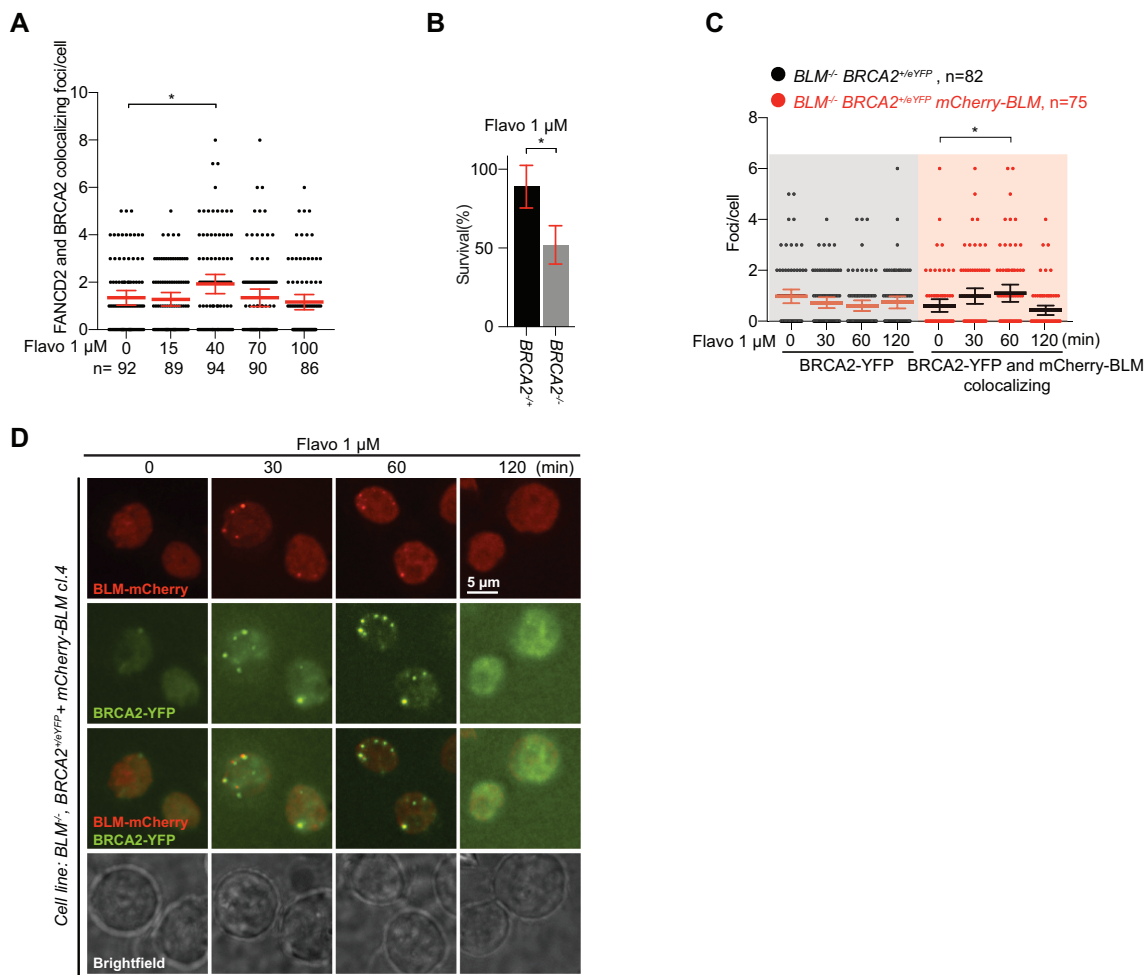 A
FANCD2 and BRCA2 colocalizing foci/cell
10
8
6
4
2
0
*
Flavo 1 µM 0 15 40 70 100
n= 92 89 94 90 86
B
Flavo 1 µM
*
Survival(%)
100
50
0
BRCA2-/+
BRCA2-/-
C
BLM-/- BRCA2+/eYFP , n=82
BLM-/- BRCA2+/eYFP mCherry-BLM, n=75
Foci/cell
8
6
4
2
0
*
Flavo 1 µM 0 30 60 120 0 30 60 120 (min)
BRCA2-YFP BRCA2-YFP and mCherry-BLM
colocalizing
D
Flavo 1 µM
0 30 60 120 (min)
Cell line: BLM-/-, BRCA2+/eYFP+ mCherry-BLM cl.4
BLM-mCherry
5 µm
BRCA2-YFP
BLM-mCherry
BRCA2-YFP
Brightfield